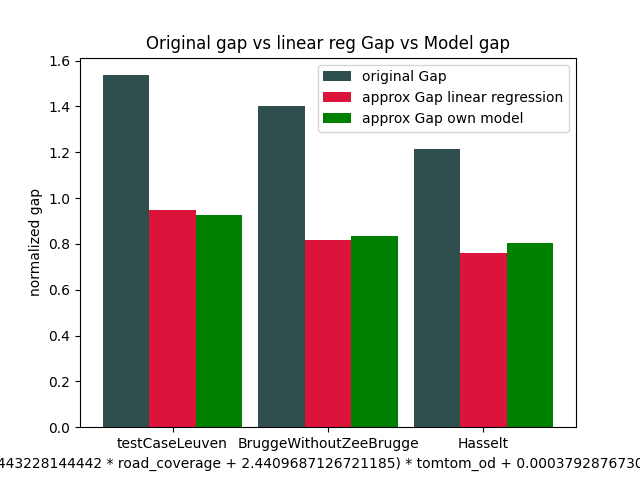 Original gap vs linear reg Gap vs Model gap
original Gap
approx Gap linear regression
approx Gap own model
normalized gap
1.6
1.4
1.2
1.0
0.8
0.6
0.4
0.2
0.0
testCaseLeuven BruggeWithoutZeeBrugge Hasselt
443228144442 * road_coverage + 2.4409687126721185) * tomtom_od + 0.0003792876730